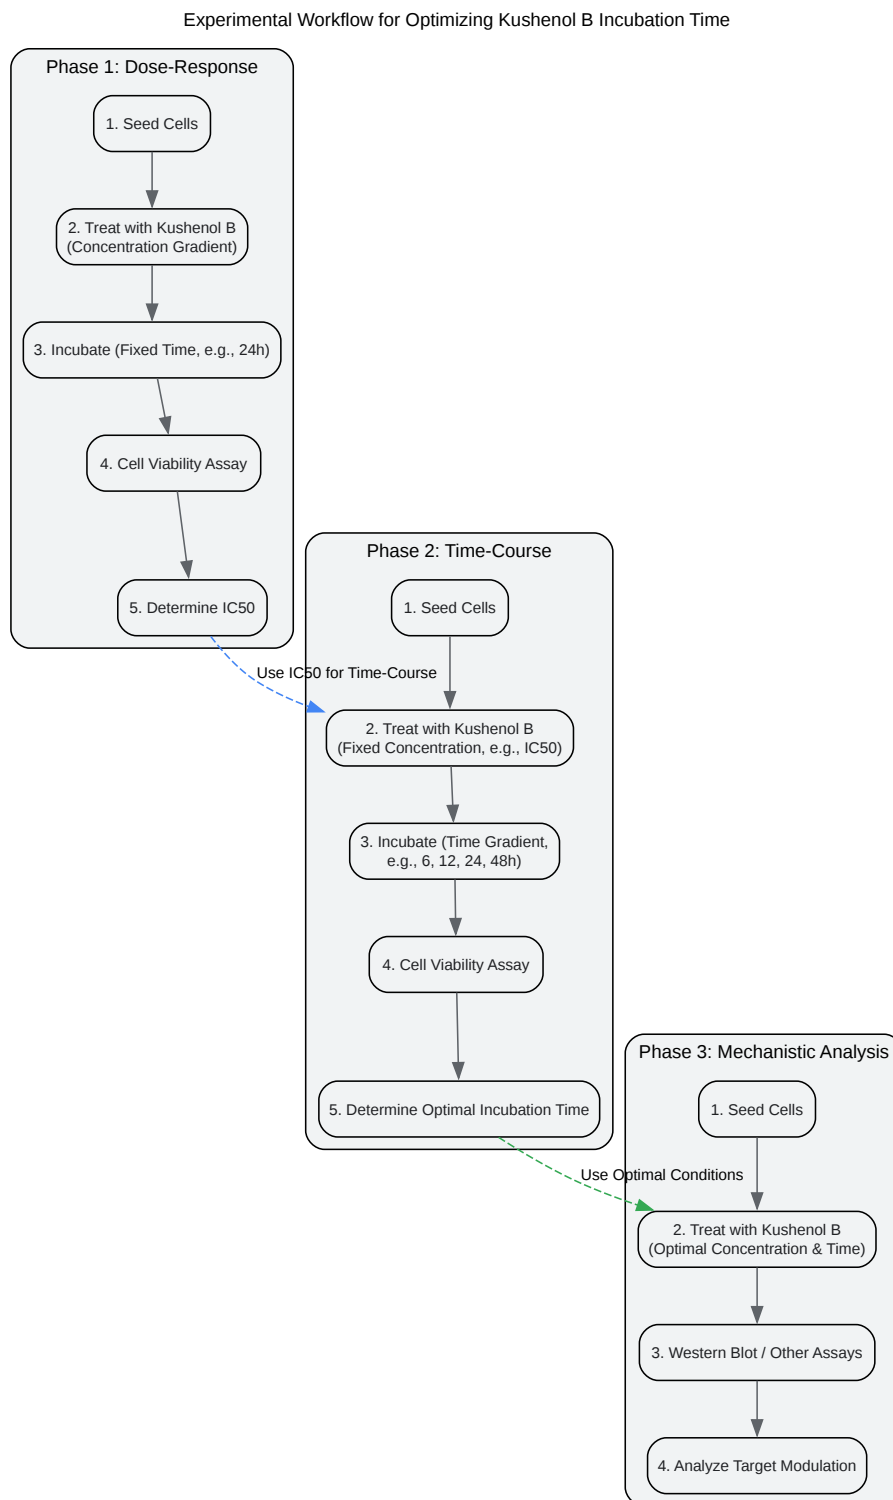 Experimental Workflow for Optimizing Kushenol B Incubation Time
Phase 1: Dose-Response
1. Seed Cells
2. Treat with Kushenol B
(Concentration Gradient)
3. Incubate (Fixed Time, e.g., 24h)
4. Cell Viability Assay
5. Determine IC50
Use IC50 for Time-Course
Phase 2: Time-Course
1. Seed Cells
2. Treat with Kushenol B
(Fixed Concentration, e.g., IC50)
3. Incubate (Time Gradient,
e.g., 6, 12, 24, 48h)
4. Cell Viability Assay
5. Determine Optimal Incubation Time
Use Optimal Conditions
Phase 3: Mechanistic Analysis
1. Seed Cells
2. Treat with Kushenol B
(Optimal Concentration & Time)
3. Western Blot / Other Assays
4. Analyze Target Modulation